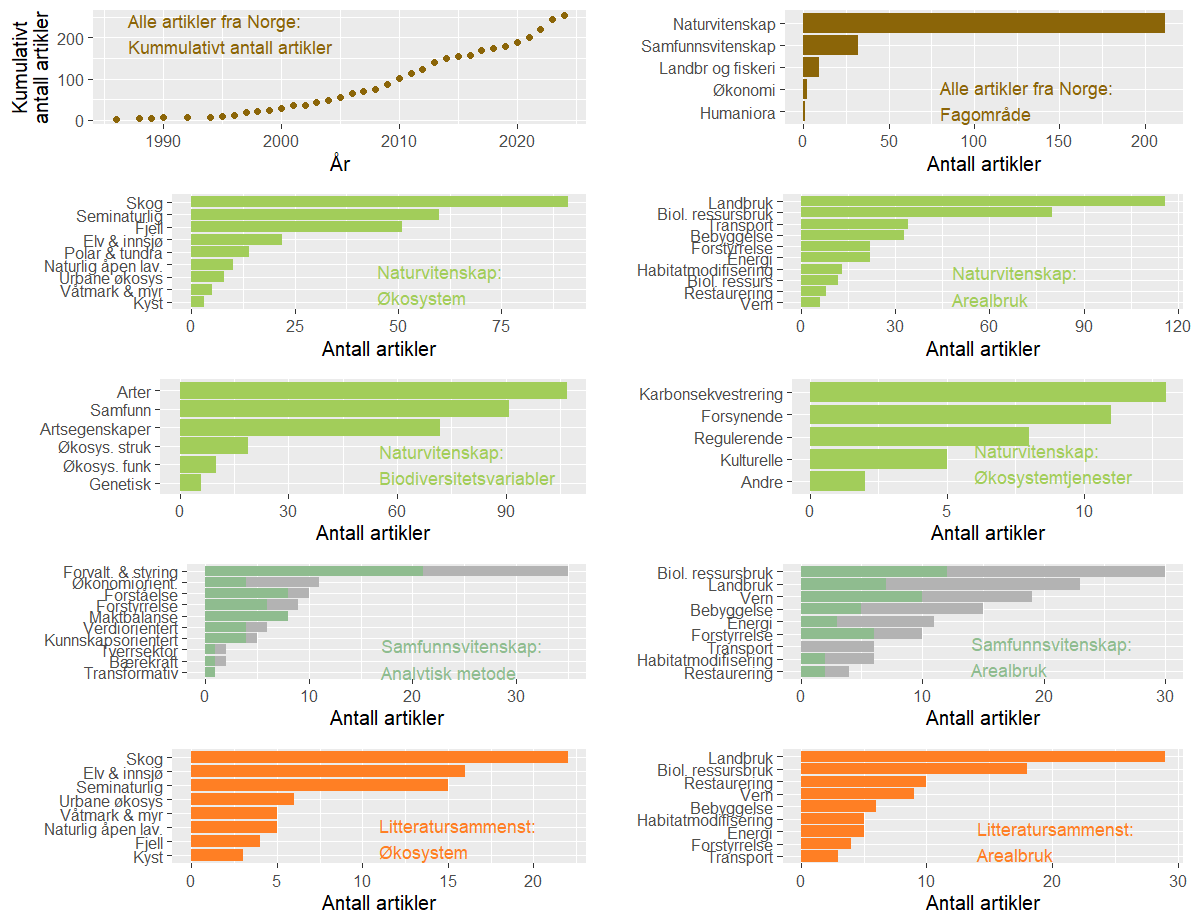 Kumulativt
antall artikler
Alle artikler fra Norge:
Kummulativt antall artikler
200
100
0
1990 2000 2010 2020
År
Naturvitenskap
Samfunnsvitenskap
Landbr og fiskeri
Økonomi
Humaniora
Alle artikler fra Norge:
Fagområde
0 50 100 150 200
Antall artikler
Skog
Seminaturlig
Fjell
Elv & innsjø
Polar & tundra
Naturlig åpen lav.
Urbane økosys
Våtmark & myr
Kyst
Naturvitenskap:
Økosystem
0 25 50 75
Antall artikler
Landbruk
Biol. ressursbruk
Transport
Bebyggelse
Forstyrrelse
Energi
Habitatmodifisering
Biol. ressurs
Restaurering
Vern
Naturvitenskap:
Arealbruk
0 30 60 90 120
Antall artikler
Arter
Samfunn
Artsegenskaper
Økosys. struk
Økosys. funk
Genetisk
Naturvitenskap:
Biodiversitetsvariabler
0 30 60 90
Antall artikler
Karbonsekvestrering
Forsynende
Regulerende
Kulturelle
Andre
Naturvitenskap:
Økosystemtjenester
0 5 10
Antall artikler
Forvalt. & styring
Økonomiorient.
Forståelse
Forstyrrelse
Maktbalanse
Verdiorientert
Kunnskapsorientert
Tverrsektor
Bærekraft
Transformativ
Samfunnsvitenskap:
Analytisk metode
0 10 20 30
Antall artikler
Biol. ressursbruk
Landbruk
Vern
Bebyggelse
Energi
Forstyrrelse
Transport
Habitatmodifisering
Restaurering
Samfunnsvitenskap:
Arealbruk
0 10 20 30
Antall artikler
Skog
Elv & innsjø
Seminaturlig
Urbane økosys
Våtmark & myr
Naturlig åpen lav.
Fjell
Kyst
Litteratursammenst:
Økosystem
0 5 10 15 20
Antall artikler
Landbruk
Biol. ressursbruk
Restaurering
Vern
Bebyggelse
Habitatmodifisering
Energi
Forstyrrelse
Transport
Litteratursammenst:
Arealbruk
0 10 20 30
Antall artikler